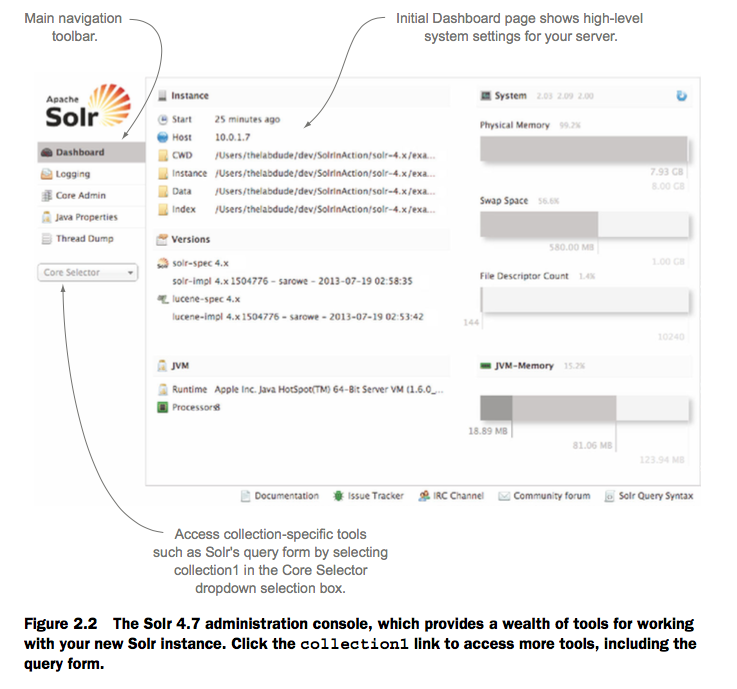 Main navigation
toolbar.
Initial Dashboard page shows high-level
system settings for your server.
Apache
Solr
Dashboard
Logging
Core Admin
Java Properties
Thread Dump
Core Selector
Instance
Start 25 minutes ago
Host 10.0.1.7
CWD /Users/thelabdude/dev/SolrInAction/solr-4.x/exa...
Instance /Users/thelabdude/dev/SolrInAction/solr-4.x/exa...
Data /Users/thelabdude/dev/SolrInAction/solr-4.x/exa...
Index /Users/thelabdude/dev/SolrInAction/solr-4.x/exa...
Versions
solr-spec 4.x
solr-impl 4.x 1504776 - sarowe - 2013-07-19 02:58:35
lucene-spec 4.x
lucene-impl 4.x 1504776 - sarowe - 2013-07-19 02:53:42
JVM
Runtime Apple Inc. Java HotSpot(TM) 64-Bit Server VM (1.6.0_...
Processors8
System 2.03 2.09 2.00
Physical Memory 99.2%
7.93 GB
8.00 GB
Swap Space 56.6%
580.00 MB
1.00 GB
File Descriptor Count 1.4%
144
10240
JVM-Memory 15.2%
18.89 MB
81.06 MB
123.94 MB
Documentation Issue Tracker IRC Channel Community forum Solr Query Syntax
Access collection-specific tools
such as Solr's query form by selecting
collection1 in the Core Selector
dropdown selection box.
Figure 2.2 The Solr 4.7 administration console, which provides a wealth of tools for working
with your new Solr instance. Click the collection1 link to access more tools, including the
query form.